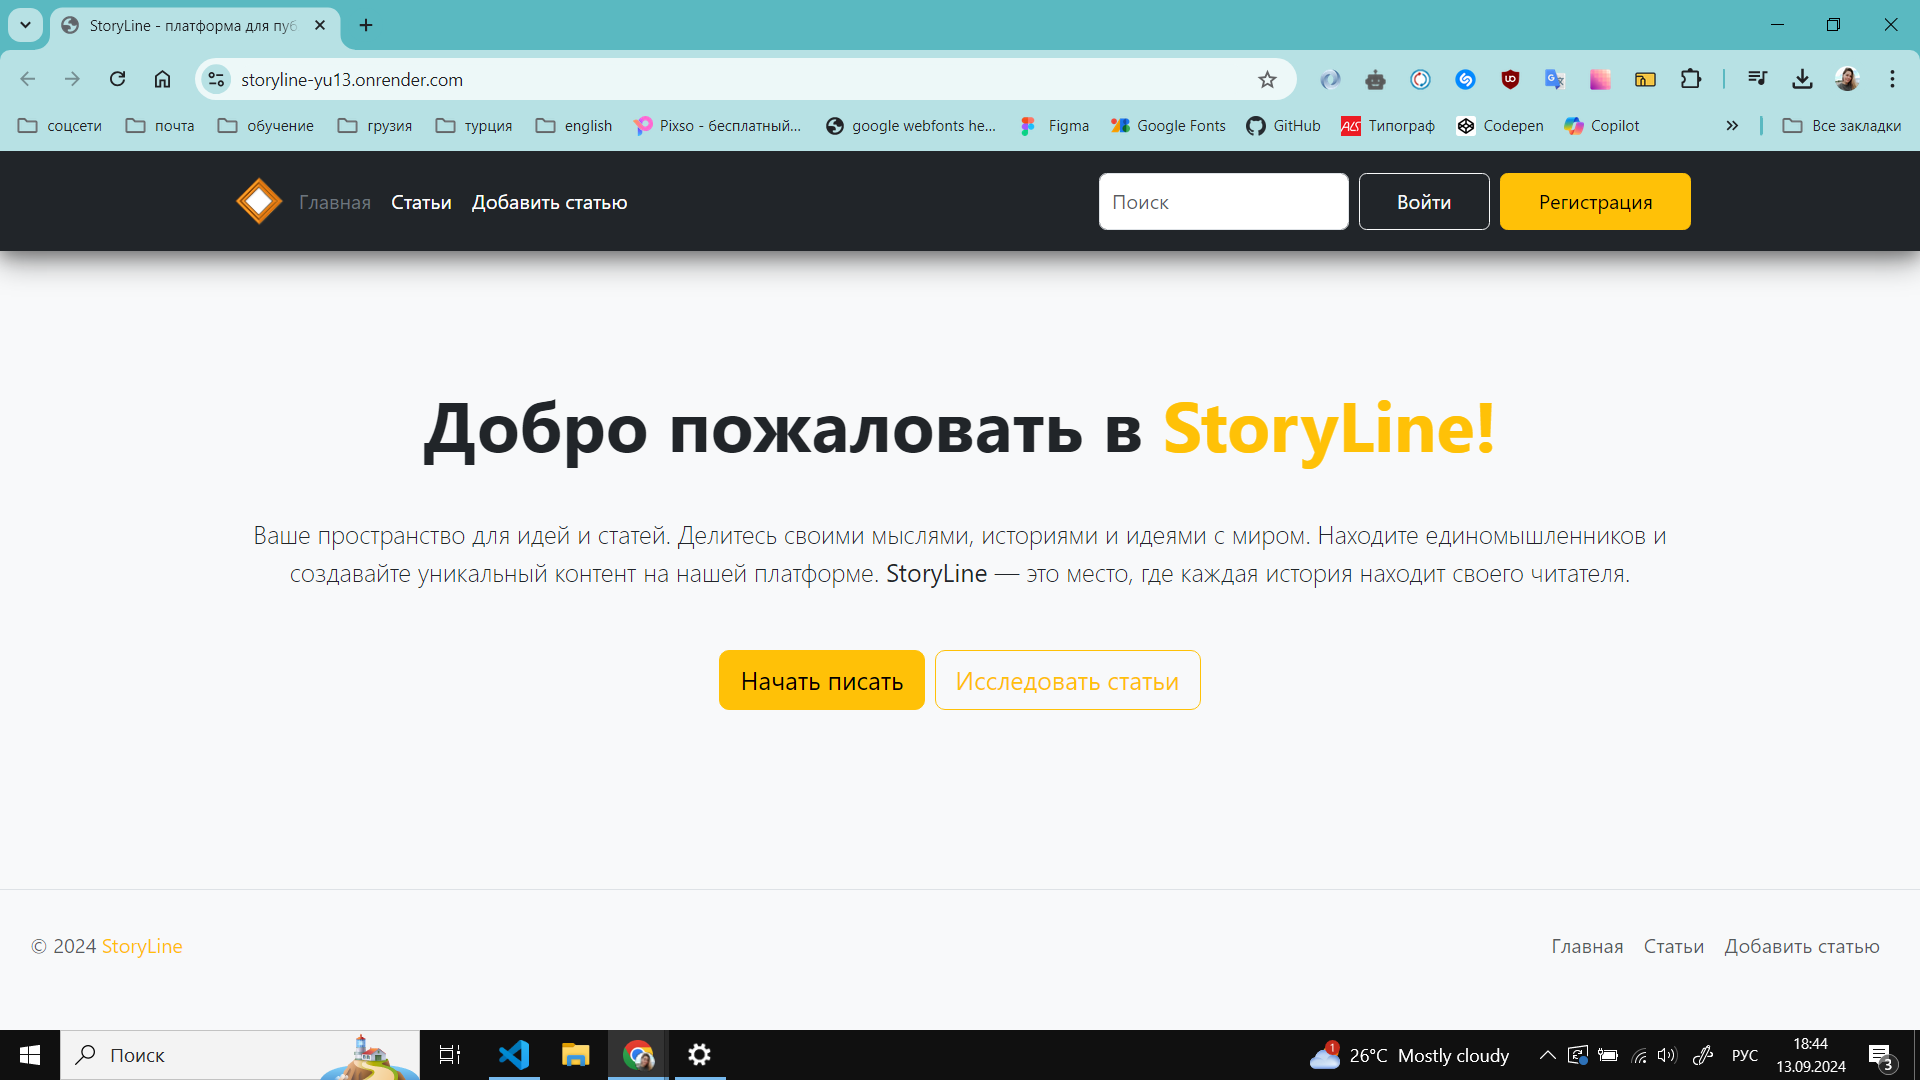 StoryLine - платформа для пуб
storyline-yu13.onrender.com
соцсети почта обучение грузия турция english Pixso - бесплатный... google webfonts he... Figma Google Fonts GitHub ALS Типограф Codepen Copilot » Все закладки
Главная Статьи Добавить статью Поиск Войти Регистрация
Добро пожаловать в StoryLine!
Ваше пространство для идей и статей. Делитесь своими мыслями, историями и идеями с миром. Находите единомышленников и
создавайте уникальный контент на нашей платформе. StoryLine — это место, где каждая история находит своего читателя.
Начать писать Исследовать статьи
© 2024 StoryLine Главная Статьи Добавить статью
Поиск 1 26°C Mostly cloudy РУС 18:44
13.09.2024 3